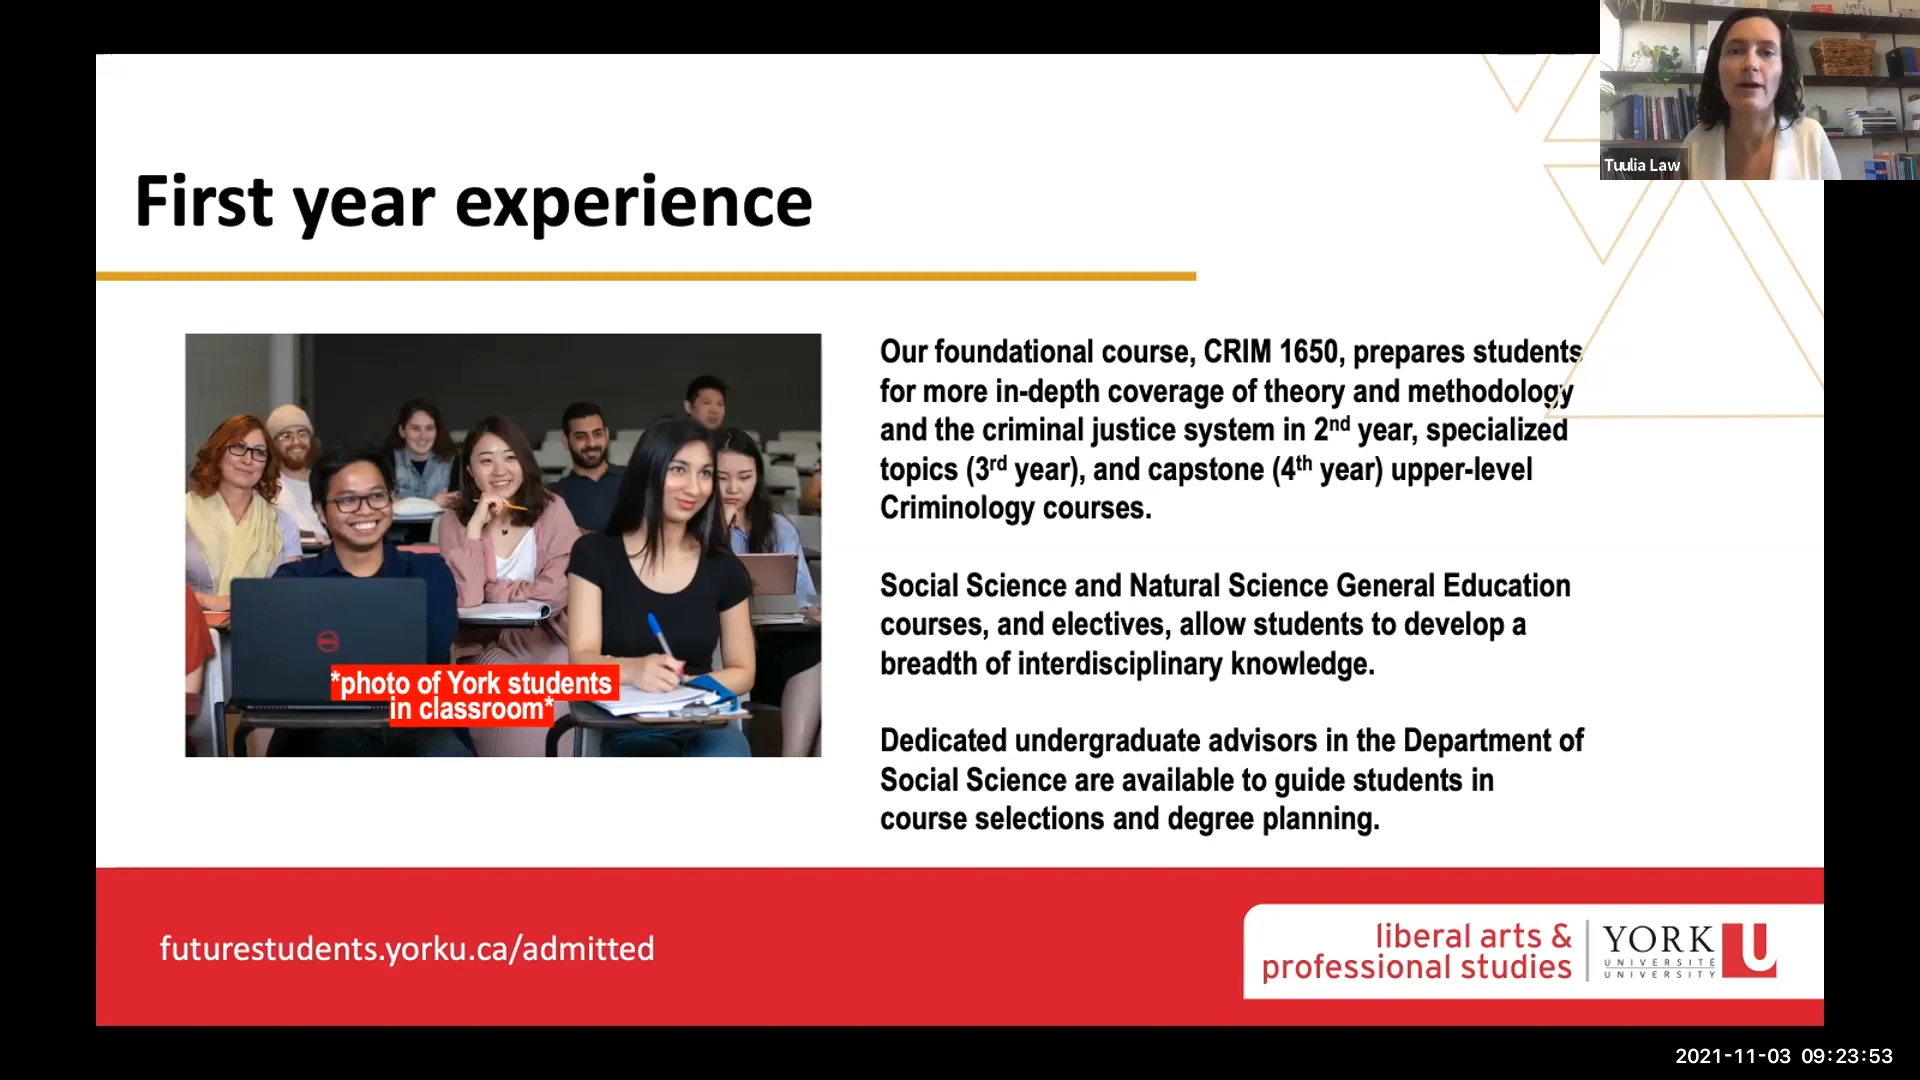 Tuulia Law
First year experience
Our foundational course, CRIM 1650, prepares students
for more in-depth coverage of theory and methodology
and the criminal justice system in 2nd year, specialized
topics (3rd year), and capstone (4th year) upper-level
Criminology courses.
Social Science and Natural Science General Education
courses, and electives, allow students to develop a
breadth of interdisciplinary knowledge.
Dedicated undergraduate advisors in the Department of
Social Science are available to guide students in
course selections and degree planning.
*photo of York students
in classroom*
futurestudents.yorku.ca/admitted
liberal arts &
professional studies
YORK U
UNIVERSITÉ
UNIVERSITY
2021-11-03 09:23:53